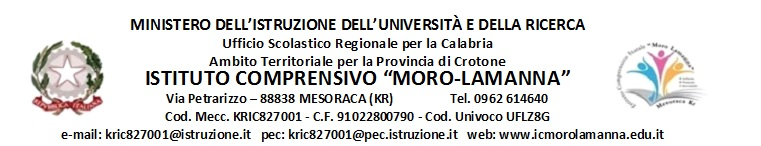 MINISTERO DELL’ISTRUZIONE DELL’UNIVERSITÀ E DELLA RICERCA
Ufficio Scolastico Regionale per la Calabria
Ambito Territoriale per la Provincia di Crotone
ISTITUTO COMPRENSIVO “MORO-LAMANNA”
Via Petrarizzo – 88838 MESORACA (KR) Tel. 0962 614640
Cod. Mecc. KRIC827001 - C.F. 91022800790 - Cod. Univoco UFLZ8G
e-mail: kric827001@istruzione.it pec: kric827001@pec.istruzione.it web: www.icmorolamanna.edu.it
Istituto Comprensivo Statale "Moro Lamanna"
Mesoraca Kr